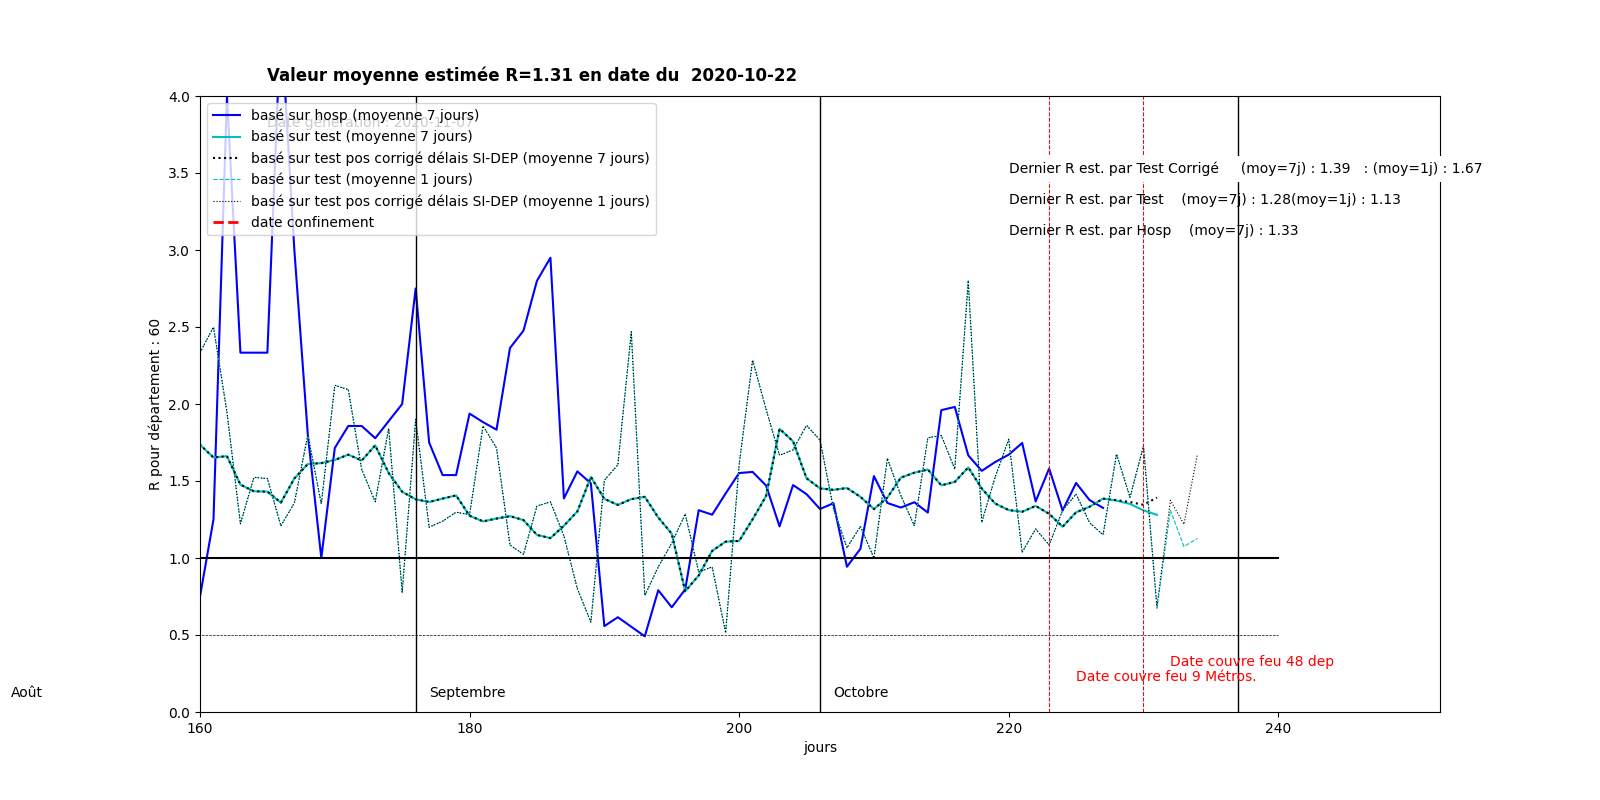 Valeur moyenne estimée R=1.31 en date du  2020-10-22
Date génération : 2020-11-07
basé sur hosp (moyenne 7 jours)
basé sur test (moyenne 7 jours)
basé sur test pos corrigé délais SI-DEP (moyenne 7 jours)
basé sur test (moyenne 1 jours)
basé sur test pos corrigé délais SI-DEP (moyenne 1 jours)
date confinement
Dernier R est. par Test Corrigé     (moy=7j) : 1.39   : (moy=1j) : 1.67
Dernier R est. par Test    (moy=7j) : 1.28(moy=1j) : 1.13
Dernier R est. par Hosp    (moy=7j) : 1.33
R pour département : 60
4.0
3.5
3.0
2.5
2.0
1.5
1.0
0.5
0.0
Date couvre feu 48 dep
Date couvre feu 9 Métros.
Août
Septembre
Octobre
160
180
200
220
240
jours